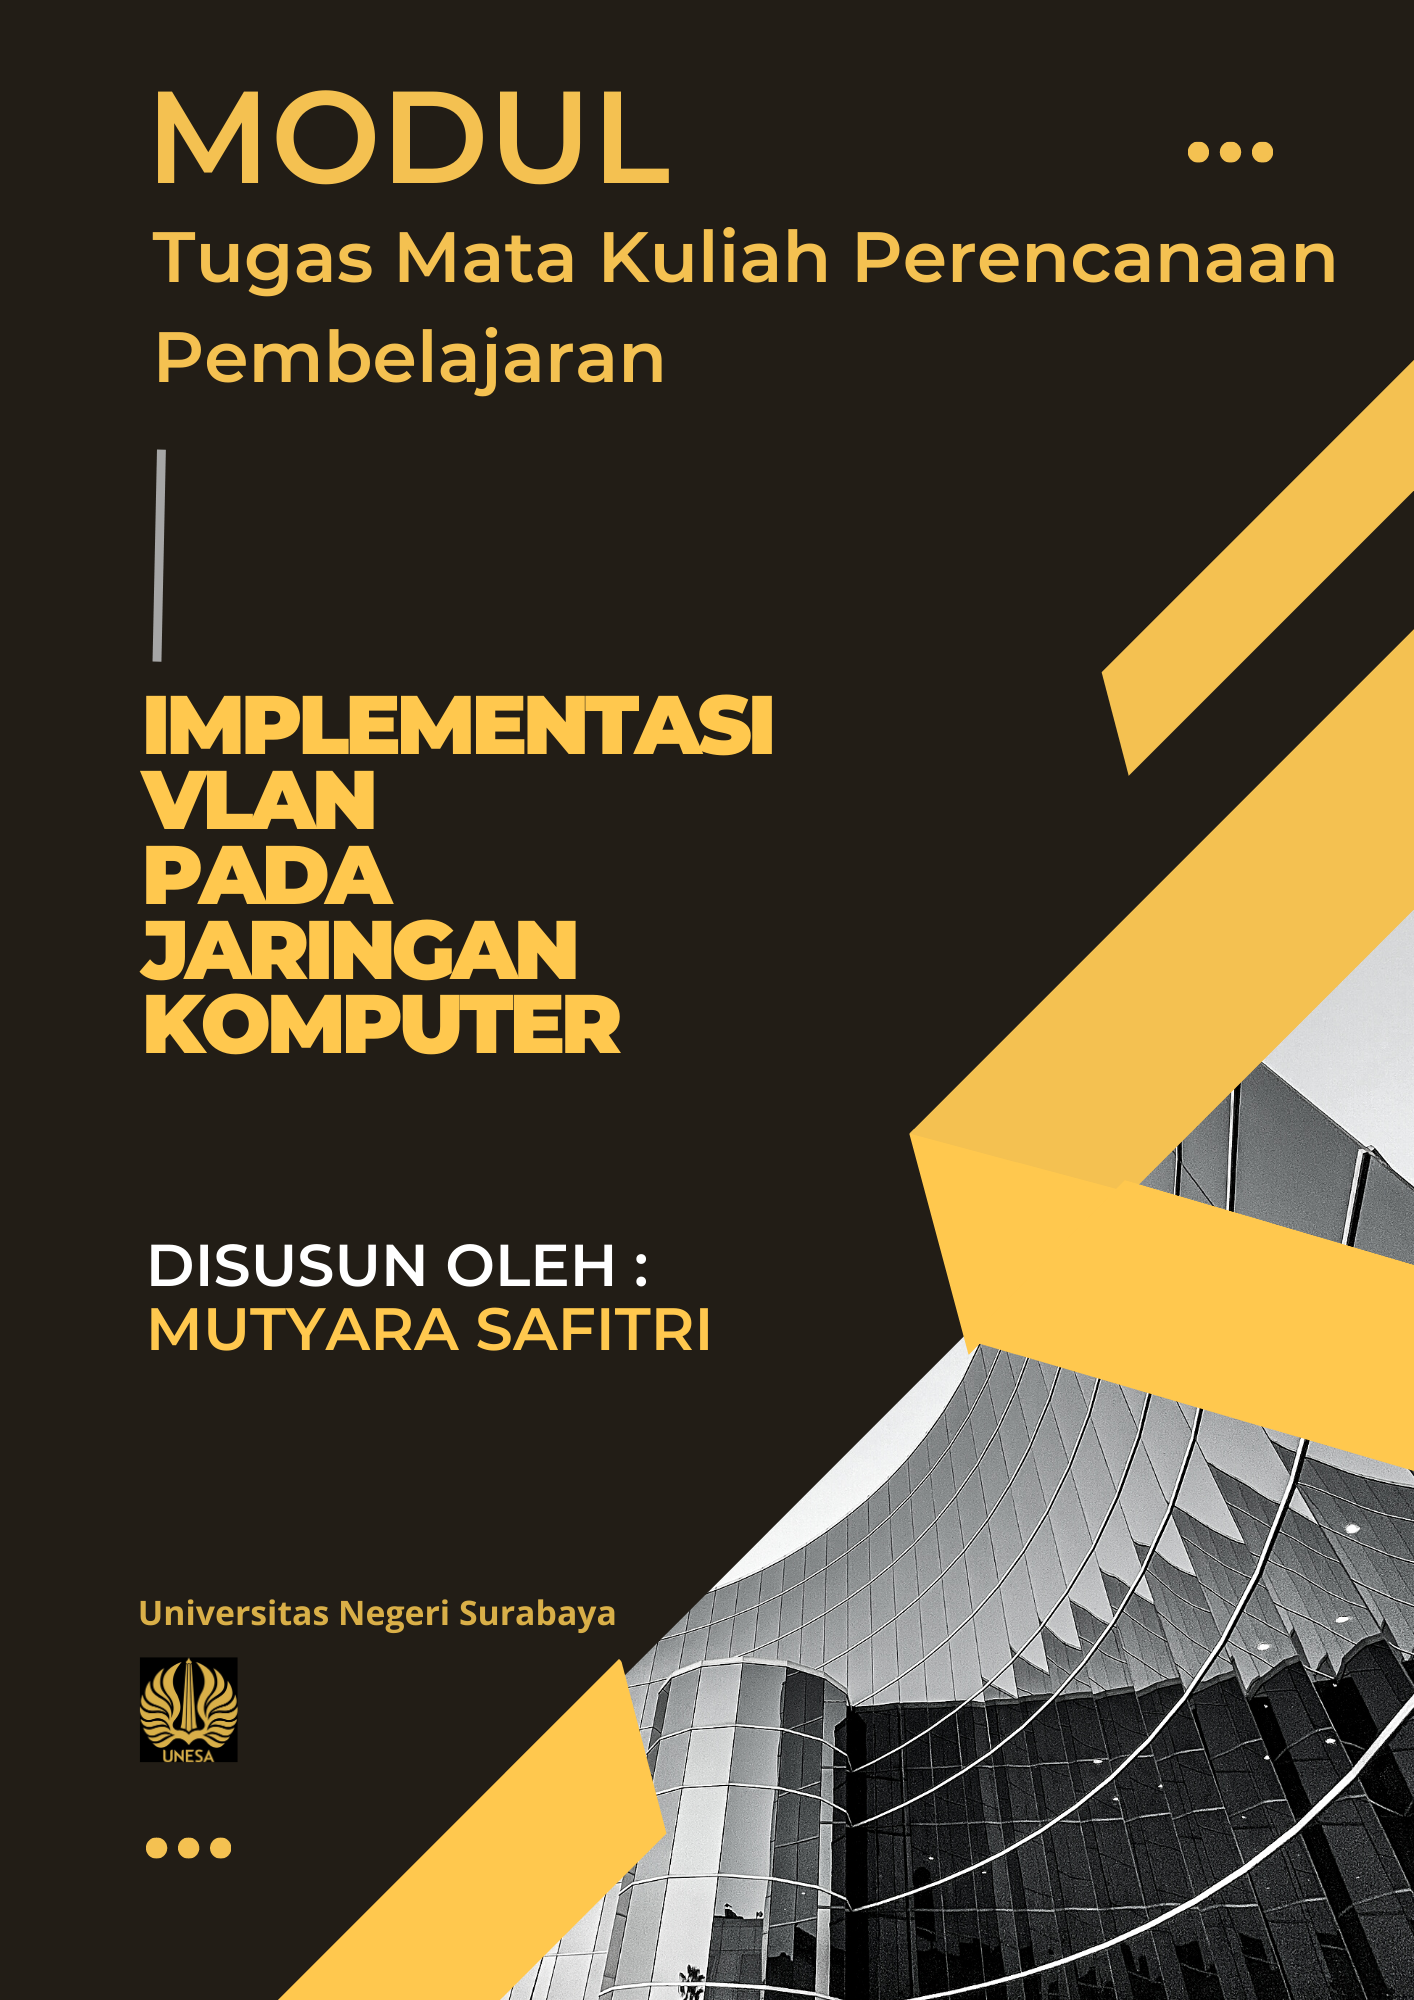 MODUL
Tugas Mata Kuliah Perencanaan
Pembelajaran
IMPLEMENTASI
VLAN
PADA
JARINGAN
KOMPUTER
DISUSUN OLEH :
MUTYARA SAFITRI
Universitas Negeri Surabaya
UNESA